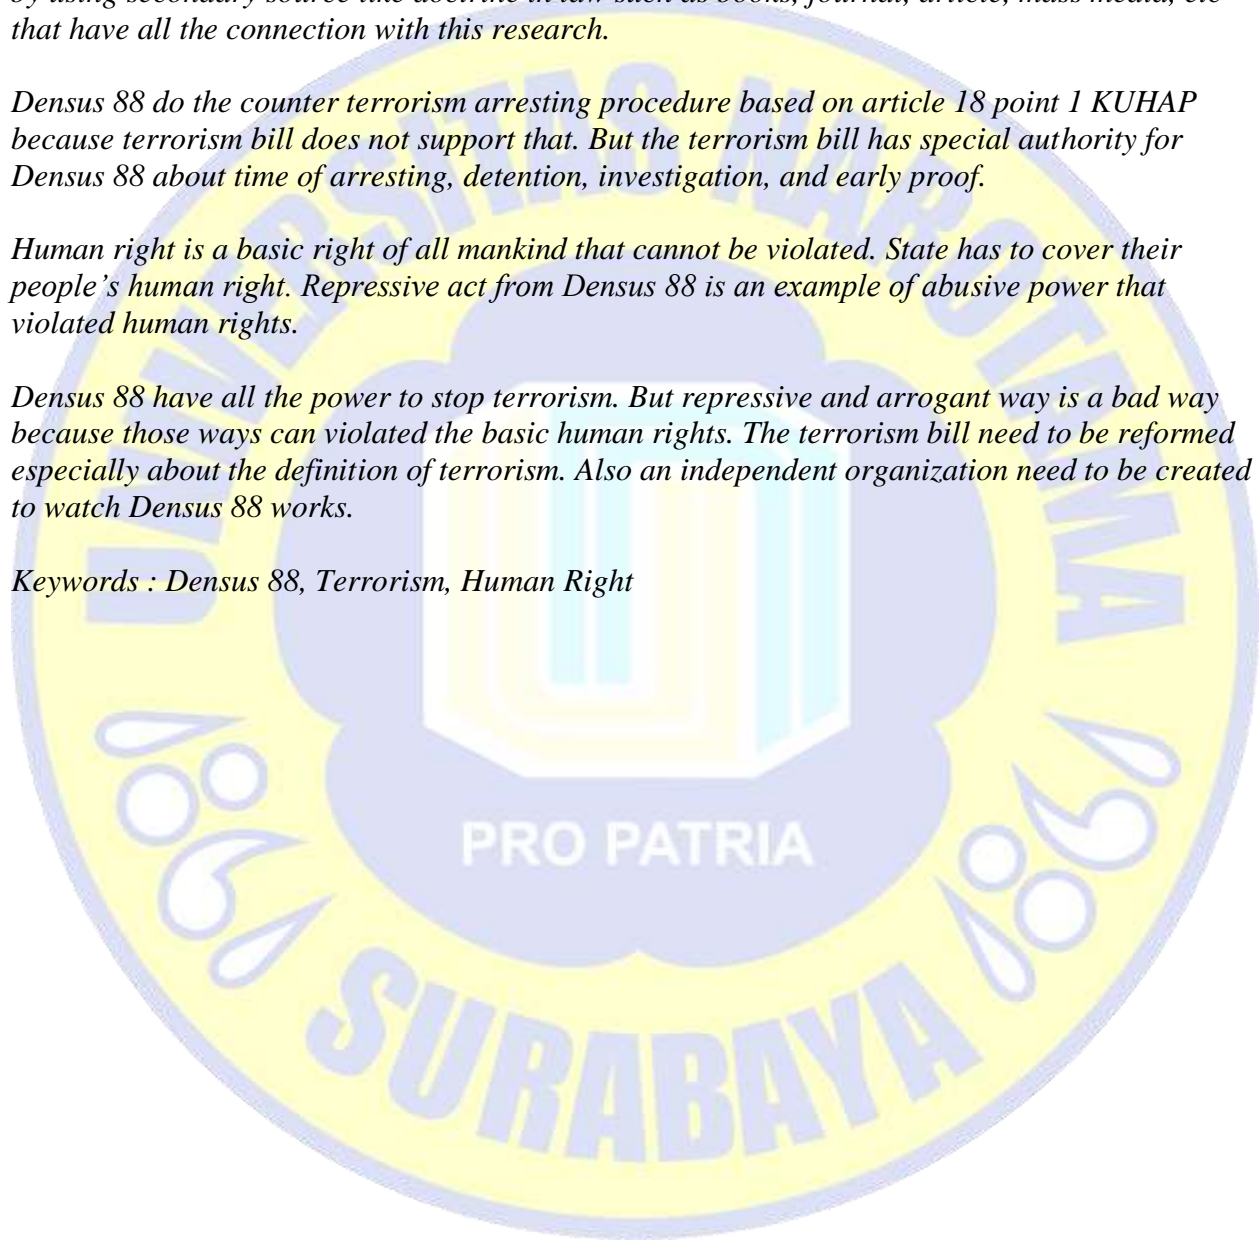 by using secondary source like doctrine in law such as books, journal, article, mass media, etc
that have all the connection with this research.
Densus 88 do the counter terrorism arresting procedure based on article 18 point 1 KUHAP
because terrorism bill does not support that. But the terrorism bill has special authority for
Densus 88 about time of arresting, detention, investigation, and early proof.
Human right is a basic right of all mankind that cannot be violated. State has to cover their
people’s human right. Repressive act from Densus 88 is an example of abusive power that
violated human rights.
Densus 88 have all the power to stop terrorism. But repressive and arrogant way is a bad way
because those ways can violated the basic human rights. The terrorism bill need to be reformed
especially about the definition of terrorism. Also an independent organization need to be created
to watch Densus 88 works.
Keywords : Densus 88, Terrorism, Human Right
UNIVERSITAS NAROTAMA
PRO PATRIA
SURABAYA